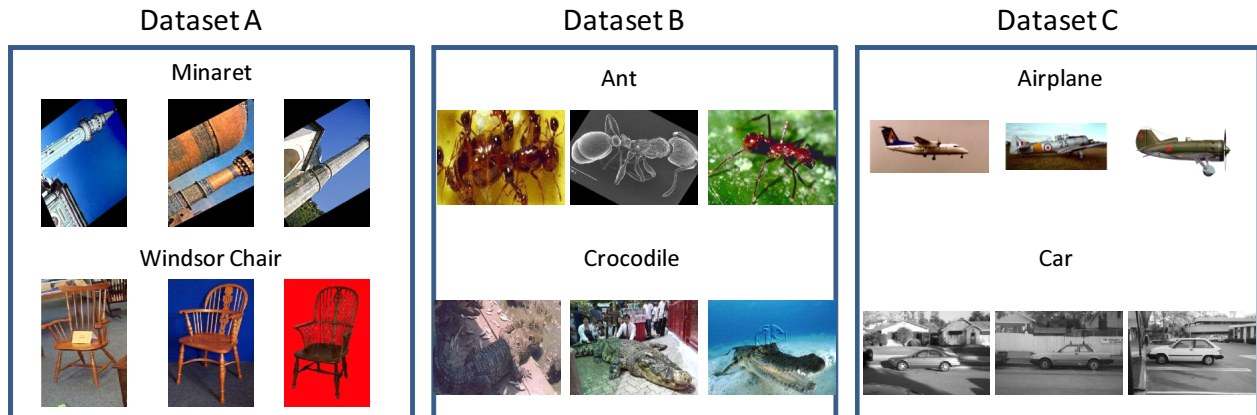 Dataset A
Dataset B
Dataset C
Minaret
Ant
Airplane
Windsor Chair
Crocodile
Car